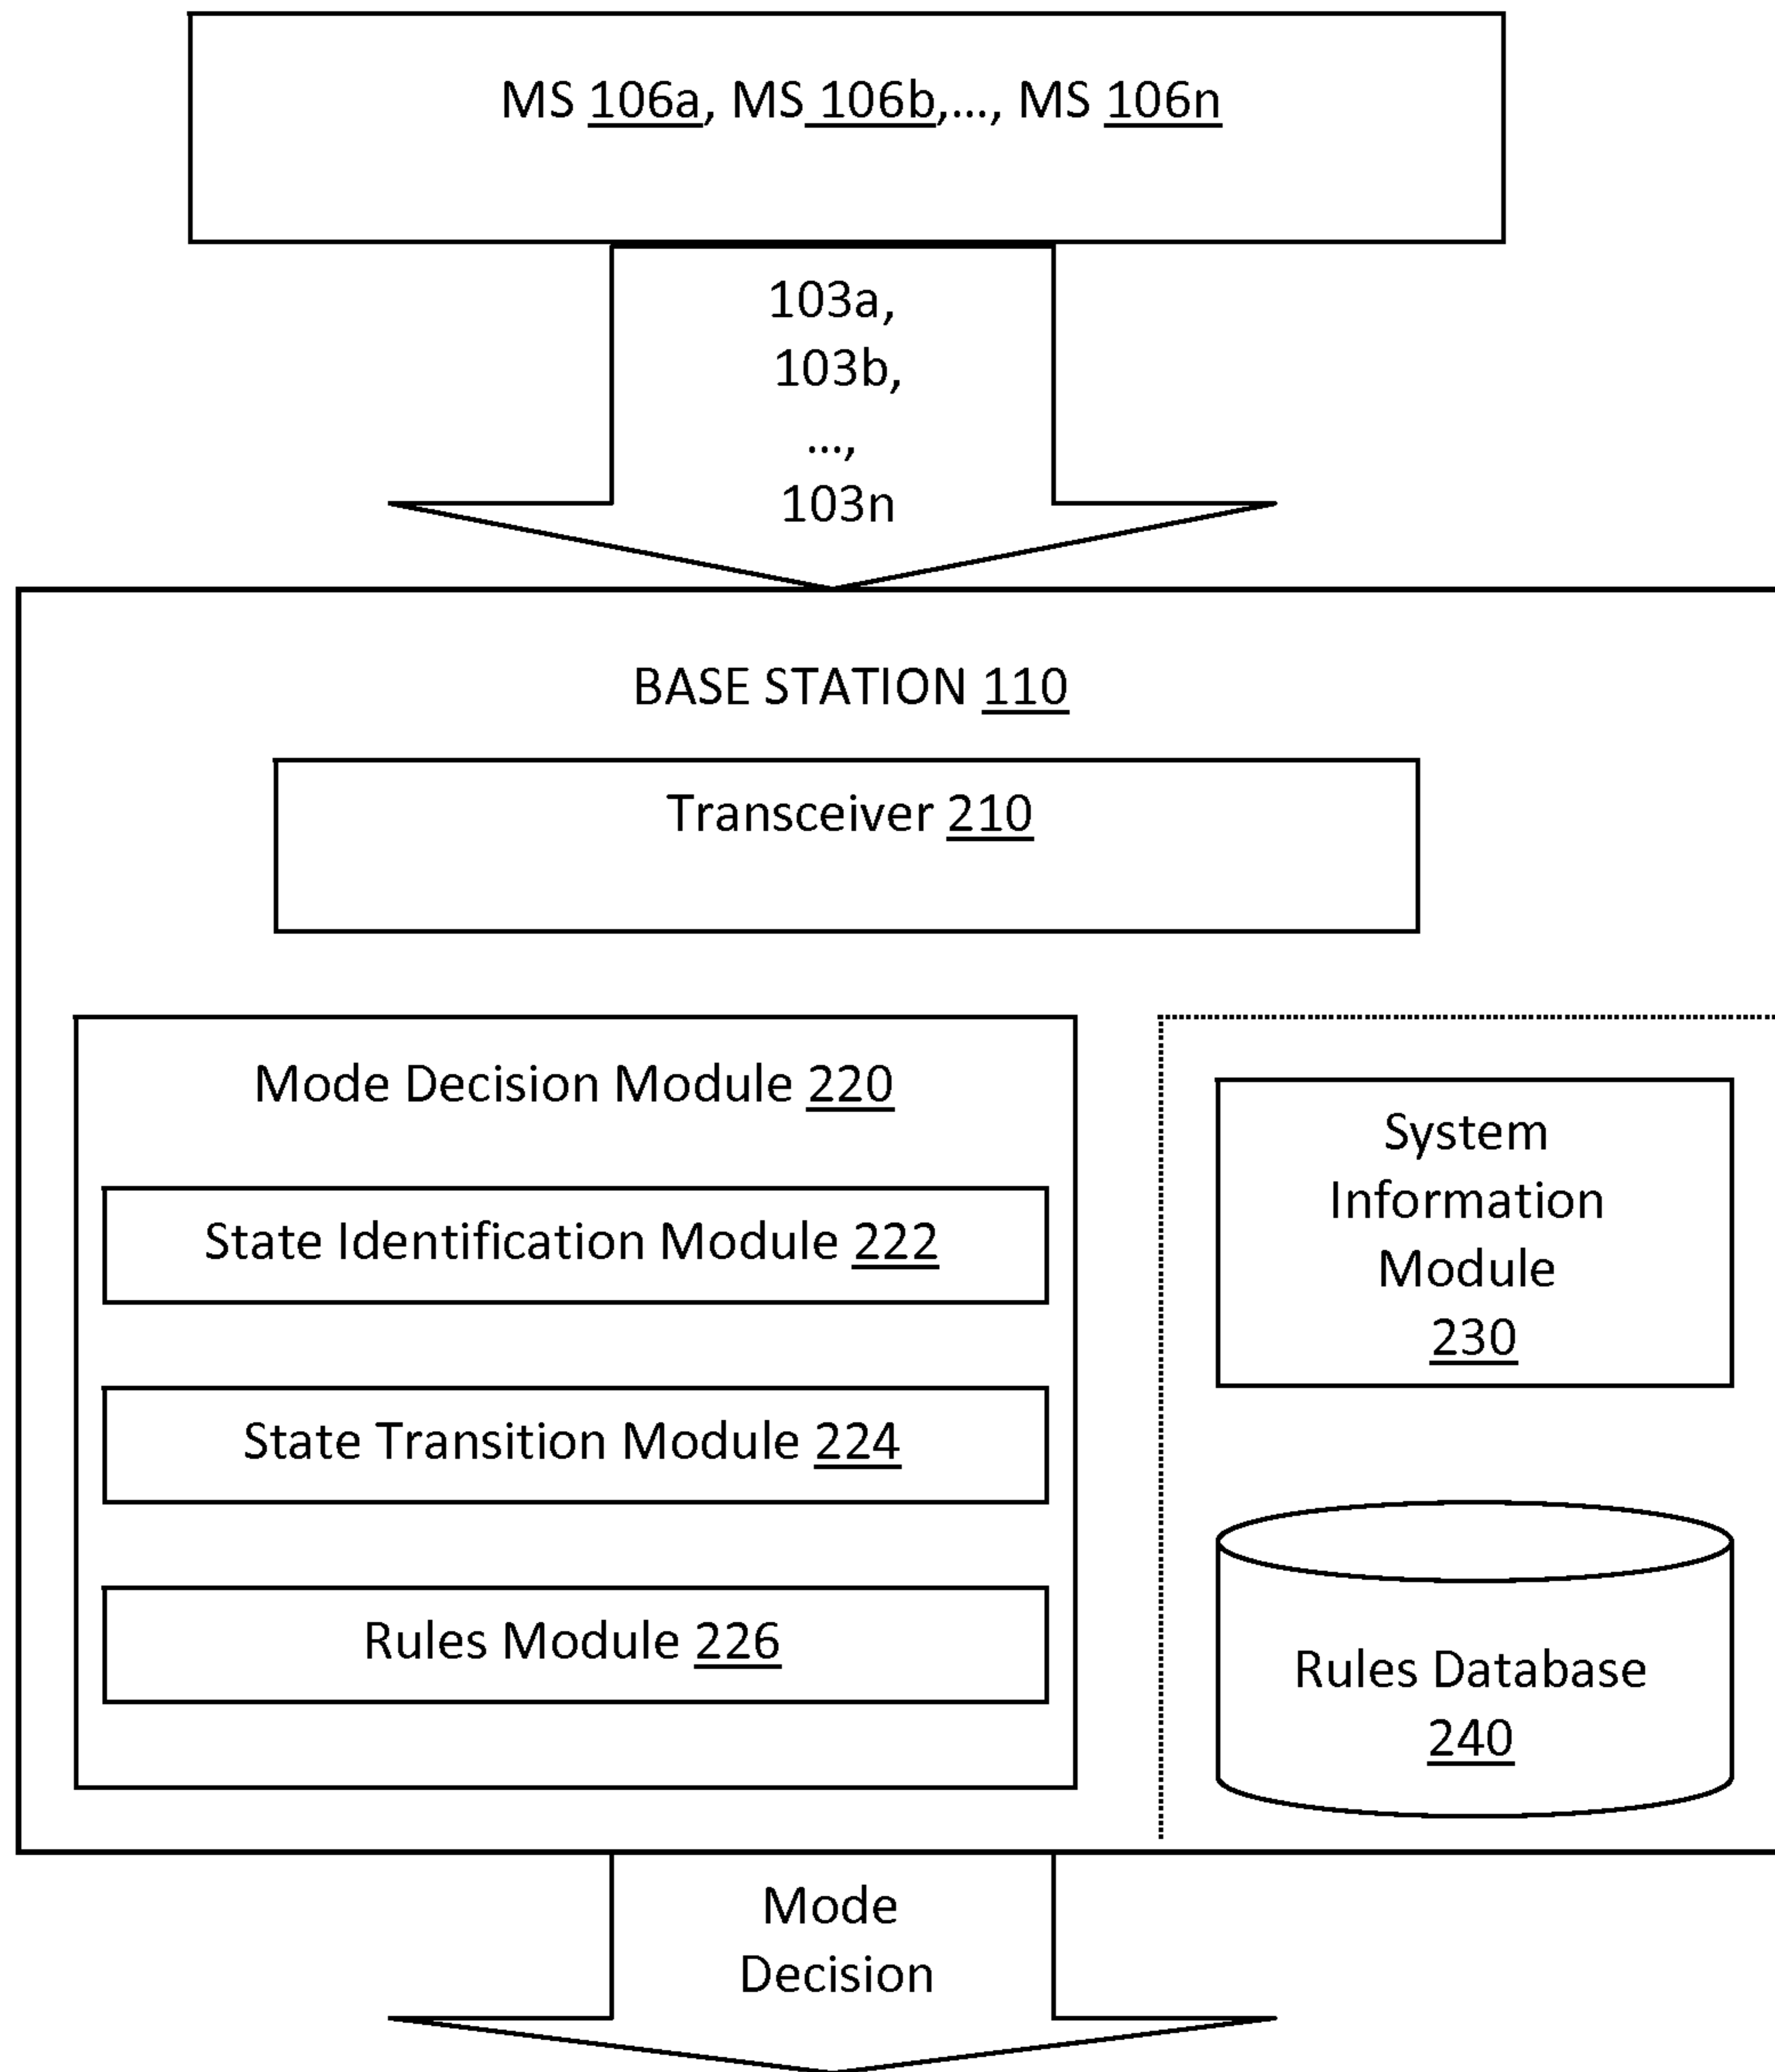 MS 106a, MS 106b,..., MS 106n
103a,
103b,
...,
103n
BASE STATION 110
Transceiver 210
Mode Decision Module 220
State Identification Module 222
State Transition Module 224
Rules Module 226
System
Information
Module
230
Rules Database
240
Mode
Decision